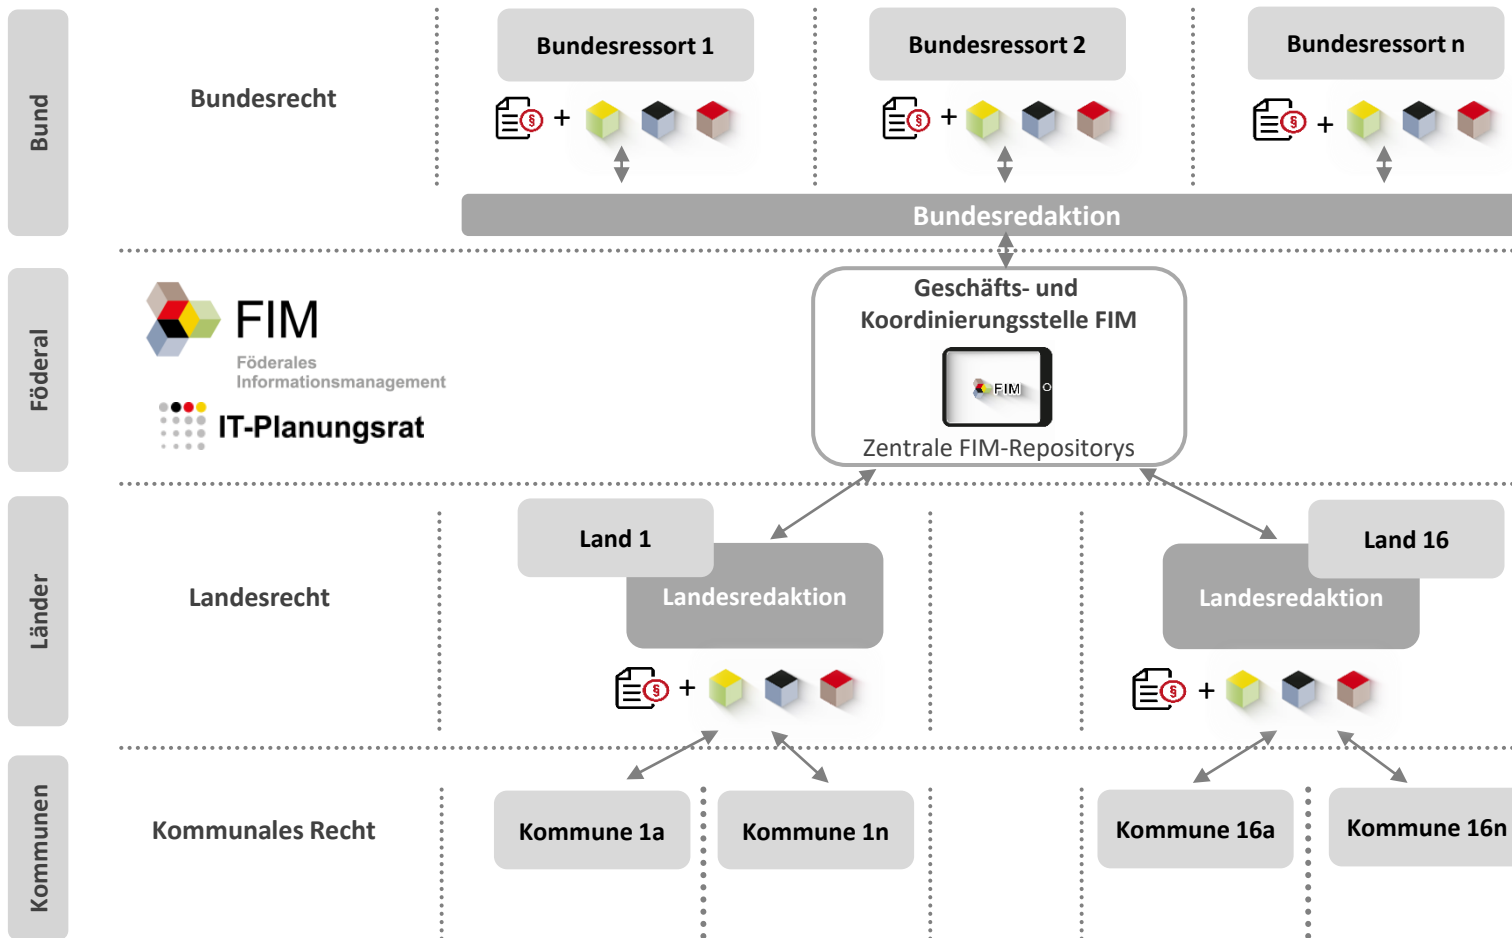 Bund
Bundesrecht
Bundesressort 1
Bundesressort 2
Bundesressort n
§
+
§
+
§
+
Bundesredaktion
Föderal
FIM
Föderales
Informationsmanagement
IT-Planungsrat
Geschäfts- und
Koordinierungsstelle FIM
FIM
Zentrale FIM-Repositorys
Länder
Landesrecht
Land 1
Landesredaktion
§
+
Land 16
Landesredaktion
§
+
Kommunen
Kommunales Recht
Kommune 1a
Kommune 1n
Kommune 16a
Kommune 16n